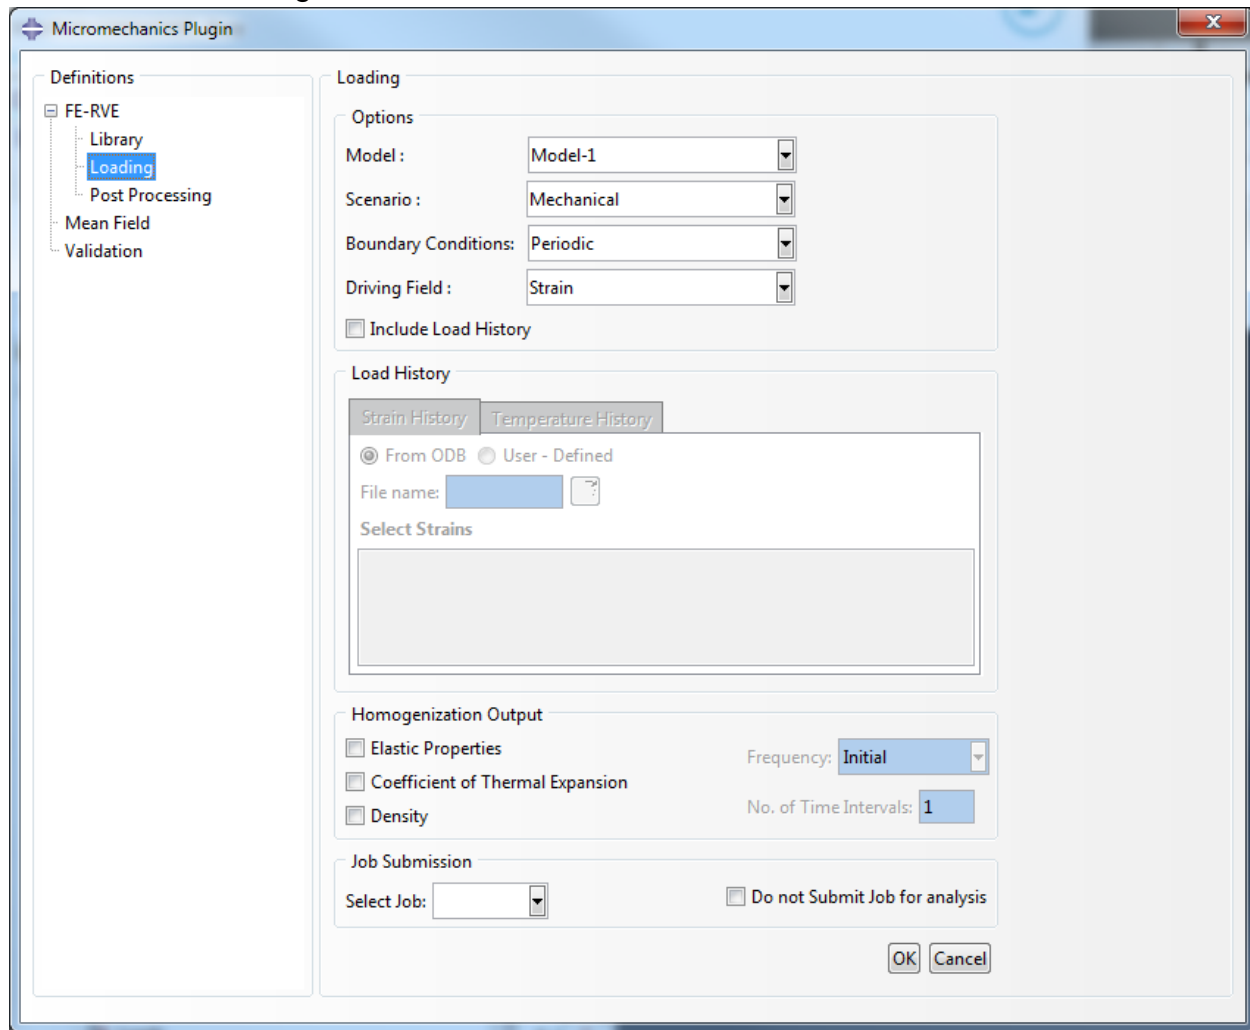 Micromechanics Plugin
X
Definitions
FE-RVE
Library
Loading
Post Processing
Mean Field
Validation
Loading
Options
Model : Model-1
Scenario : Mechanical
Boundary Conditions: Periodic
Driving Field : Strain
Include Load History
Load History
Strain History Temperature History
From ODB User - Defined
File name:
Select Strains
Homogenization Output
Elastic Properties
Frequency: Initial
Coefficient of Thermal Expansion
No. of Time Intervals: 1
Density
Job Submission
Select Job: Do not Submit Job for analysis
OK Cancel